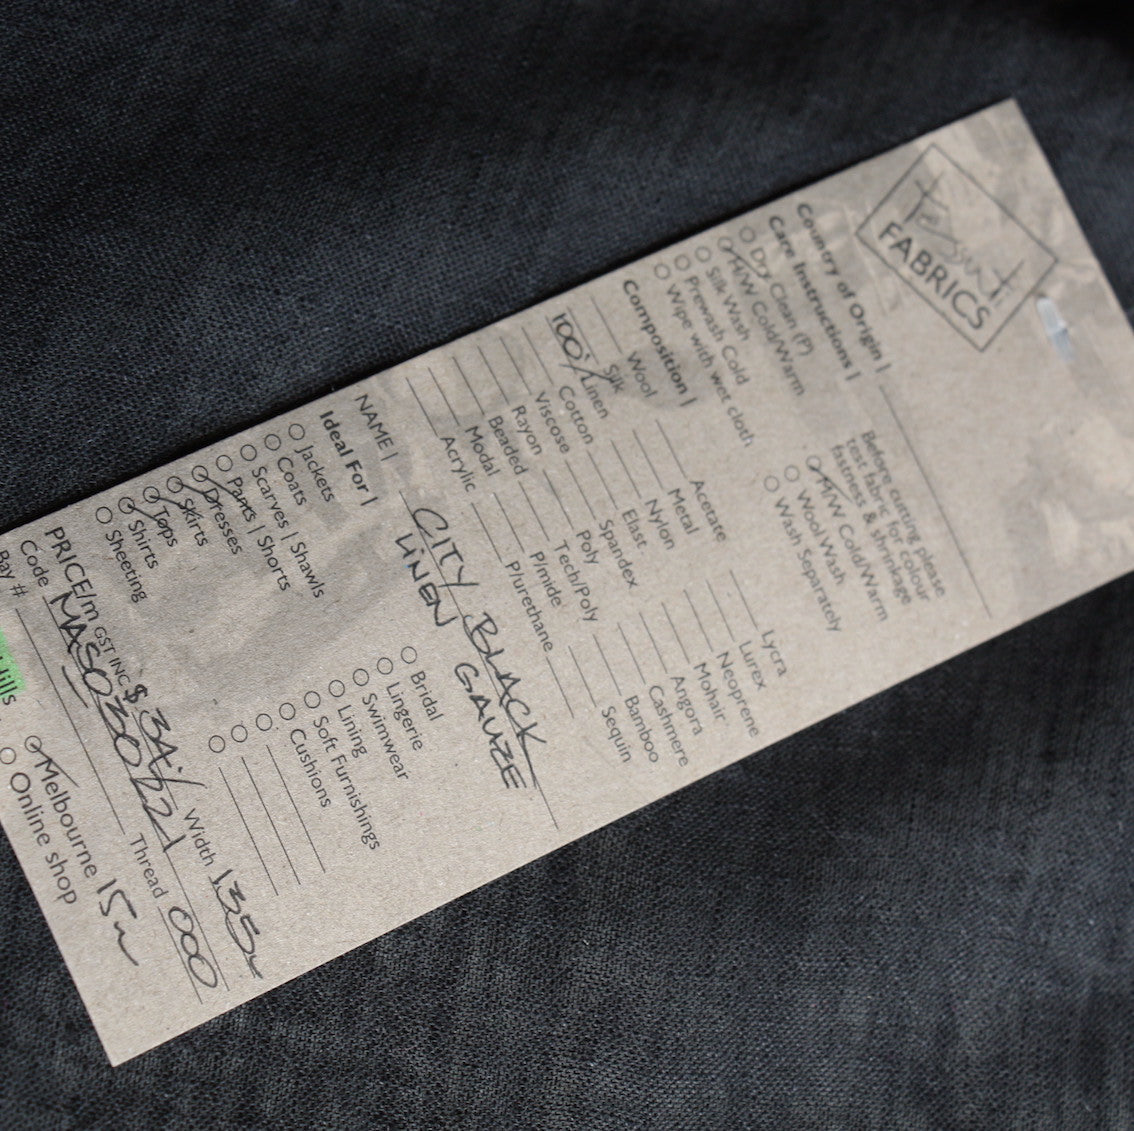 Tessuti
FABRICS
Country of Origin |
Care Instructions |
Dry Clean (P)
H/W Cold/Warm
Silk Wash
Prewash Cold
Wipe with wet cloth
Before cutting please
test fabric for colour
fastness & shrinkage
H/W Cold/Warm
Wool Wash
Wash Separately
Composition |
Wool
Silk
100% Linen
Cotton
Viscose
Rayon
Beaded
Modal
Acrylic
Acetate
Metal
Nylon
Elast
Spandex
Poly
Tech/Poly
P/mide
P/urethane
Lycra
Lurex
Neoprene
Mohair
Angora
Cashmere
Bamboo
Sequin
NAME | CITY BLACK
LINEN GAUZE
Ideal For |
Jackets
Coats
Scarves | Shawls
Pants | Shorts
Dresses
Skirts
Tops
Shirts
Sheeting
Bridal
Lingerie
Swimwear
Lining
Soft Furnishings
Cushions
PRICE/m GST INC $ Width 135
Code MAS030221
Bay # Thread 000
Melbourne 15m
Online shop